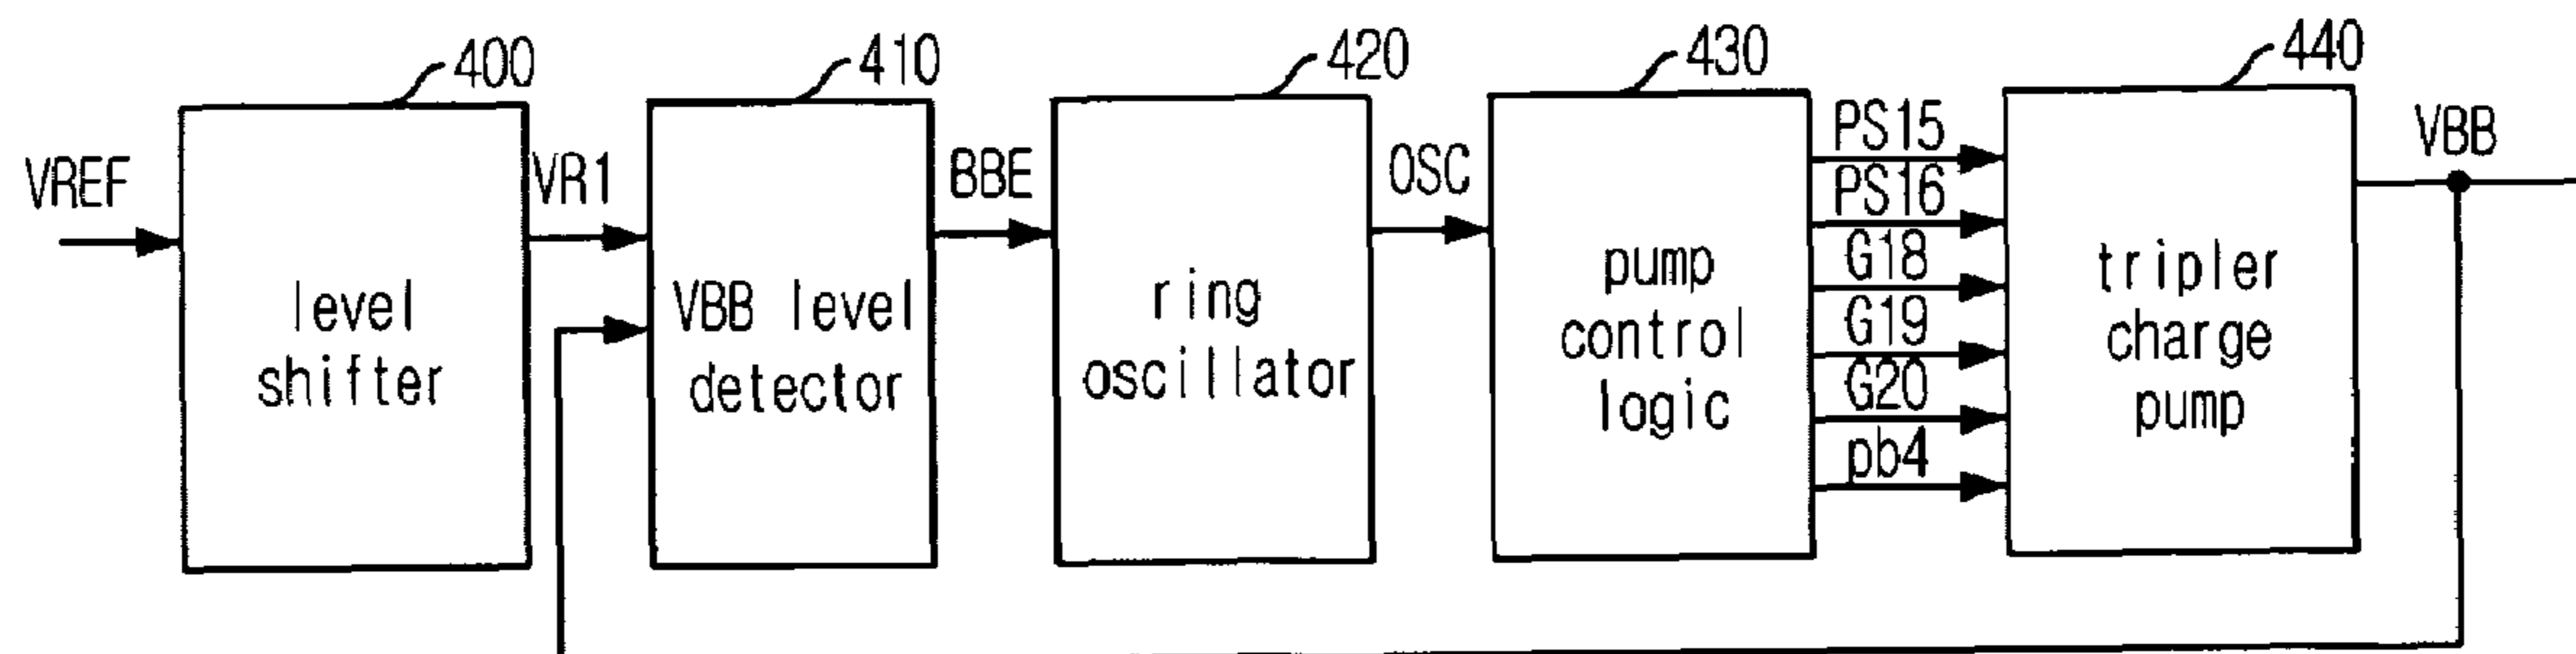 400
410
420
430
440
VREF
VR1
BBE
OSC
PS15
PS16
G18
G19
G20
pb4
VBB
level
shifter
VBB level
detector
ring
oscillator
pump
control
logic
tripler
charge
pump